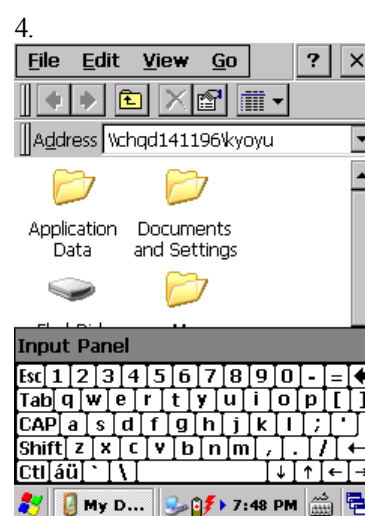 4.
File Edit View Go ? ×
Address \\chqd141196\kyoyu
Application Data
Documents and Settings
Input Panel
Esc 1 2 3 4 5 6 7 8 9 0 - =
Tab q w e r t y u i o p [ ]
CAP a s d f g h j k l ; '
Shift z x c v b n m , . / ←
Ctl áü ` \ ↓ ↑ ← →
My D... 7:48 PM